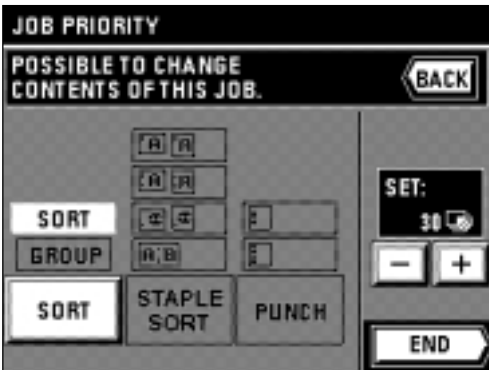 JOB PRIORITY
POSSIBLE TO CHANGE
CONTENTS OF THIS JOB.
BACK
A A
A A
A A
A B
SORT
GROUP
SORT
STAPLE
SORT
PUNCH
SET:
30
- +
END